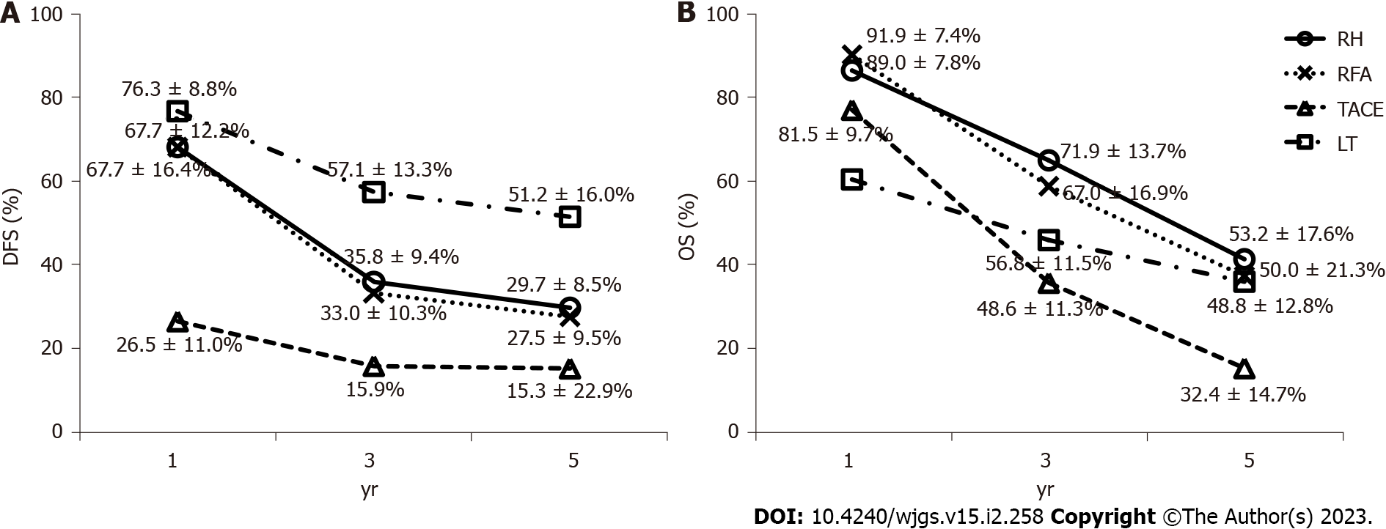 A
DFS (%)
100
80
60
40
20
0
76.3 ± 8.8%
67.7 ± 12.2%
67.7 ± 16.4%
57.1 ± 13.3%
51.2 ± 16.0%
35.8 ± 9.4%
29.7 ± 8.5%
33.0 ± 10.3%
27.5 ± 9.5%
26.5 ± 11.0%
15.9%
15.3 ± 22.9%
1 3 5
yr
B
OS (%)
100
80
60
40
20
0
91.9 ± 7.4%
89.0 ± 7.8%
81.5 ± 9.7%
71.9 ± 13.7%
67.0 ± 16.9%
56.8 ± 11.5%
48.6 ± 11.3%
53.2 ± 17.6%
50.0 ± 21.3%
48.8 ± 12.8%
32.4 ± 14.7%
1 3 5
yr
RH
RFA
TACE
LT
DOI: 10.4240/wjgs.v15.i2.258 Copyright ©The Author(s) 2023.